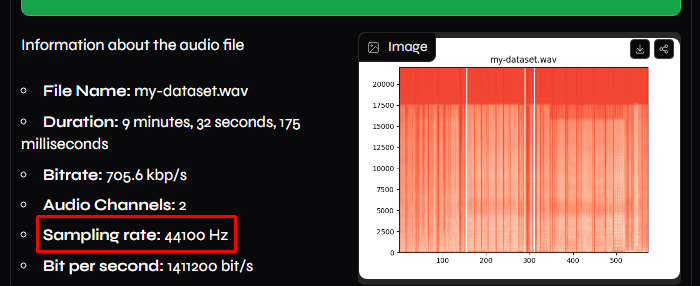 Information about the audio file
File Name: my-dataset.wav
Duration: 9 minutes, 32 seconds, 175
milliseconds
Bitrate: 705.6 kbp/s
Audio Channels: 2
Sampling rate: 44100 Hz
Bit per second: 1411200 bit/s
Image
my-dataset.wav
20000
17500
15000
12500
10000
7500
5000
2500
0
100 200 300 400 500